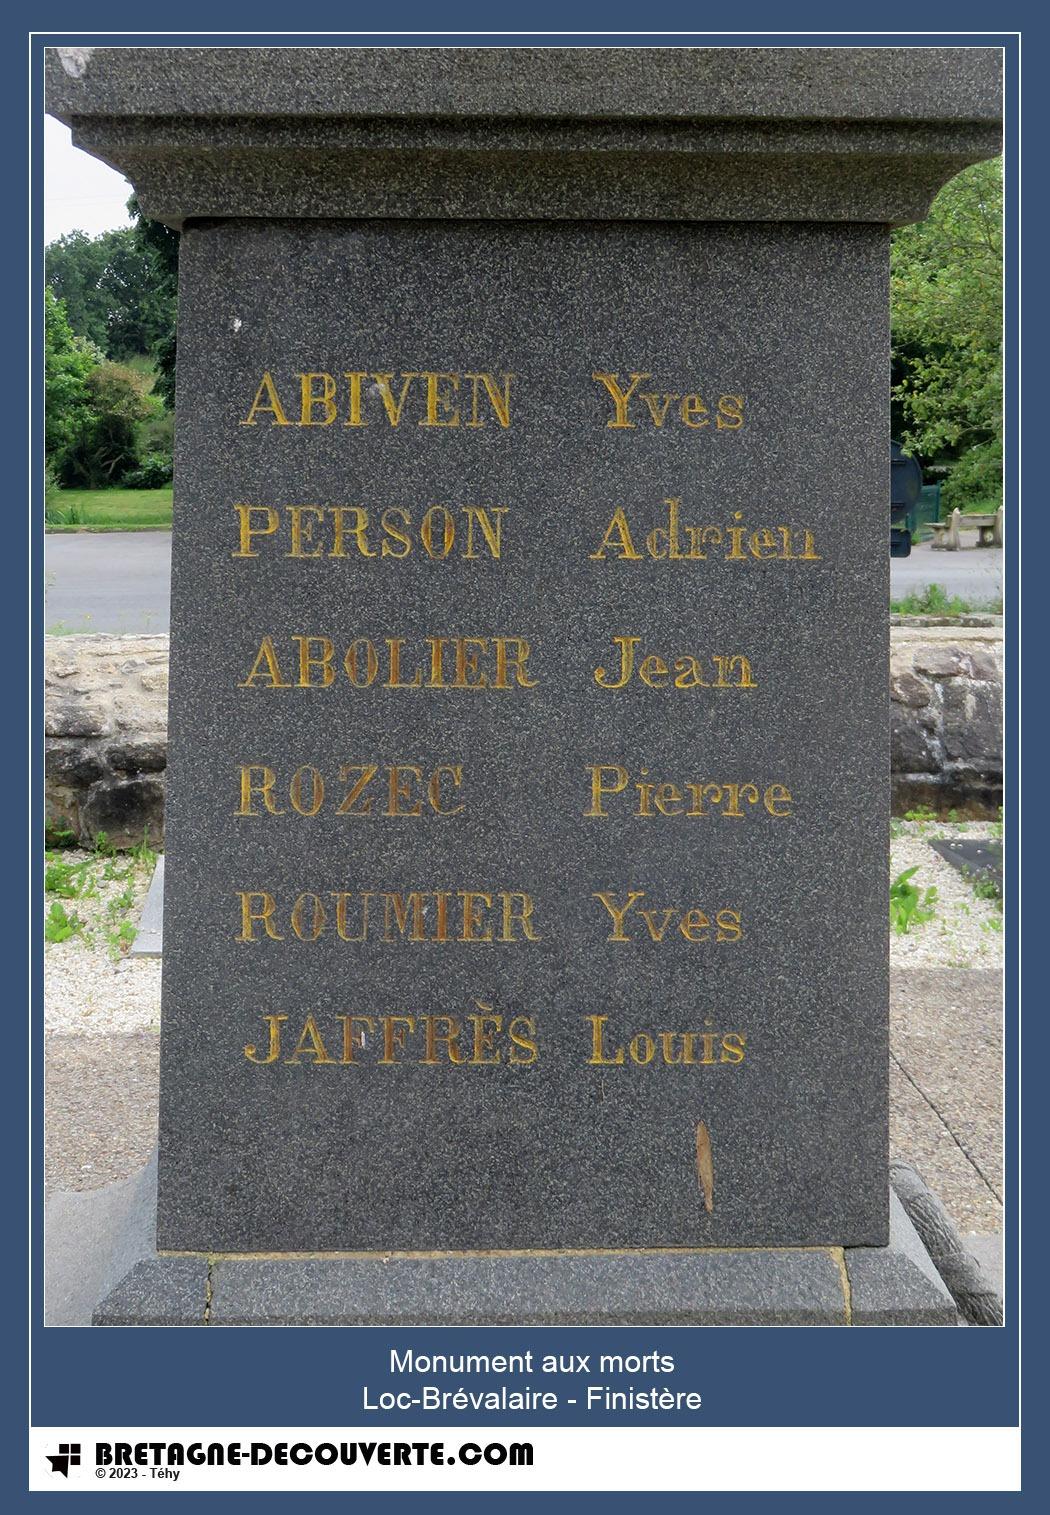 ABIVEN Yves
PERSON Adrien
ABOLIER Jean
ROZEC Pierre
ROUMIER Yves
JAFFRÈS Louis
Monument aux morts
Loc-Brévalaire - Finistère
BRETAGNE-DECOUVERTE.COM
© 2023 - Téhy